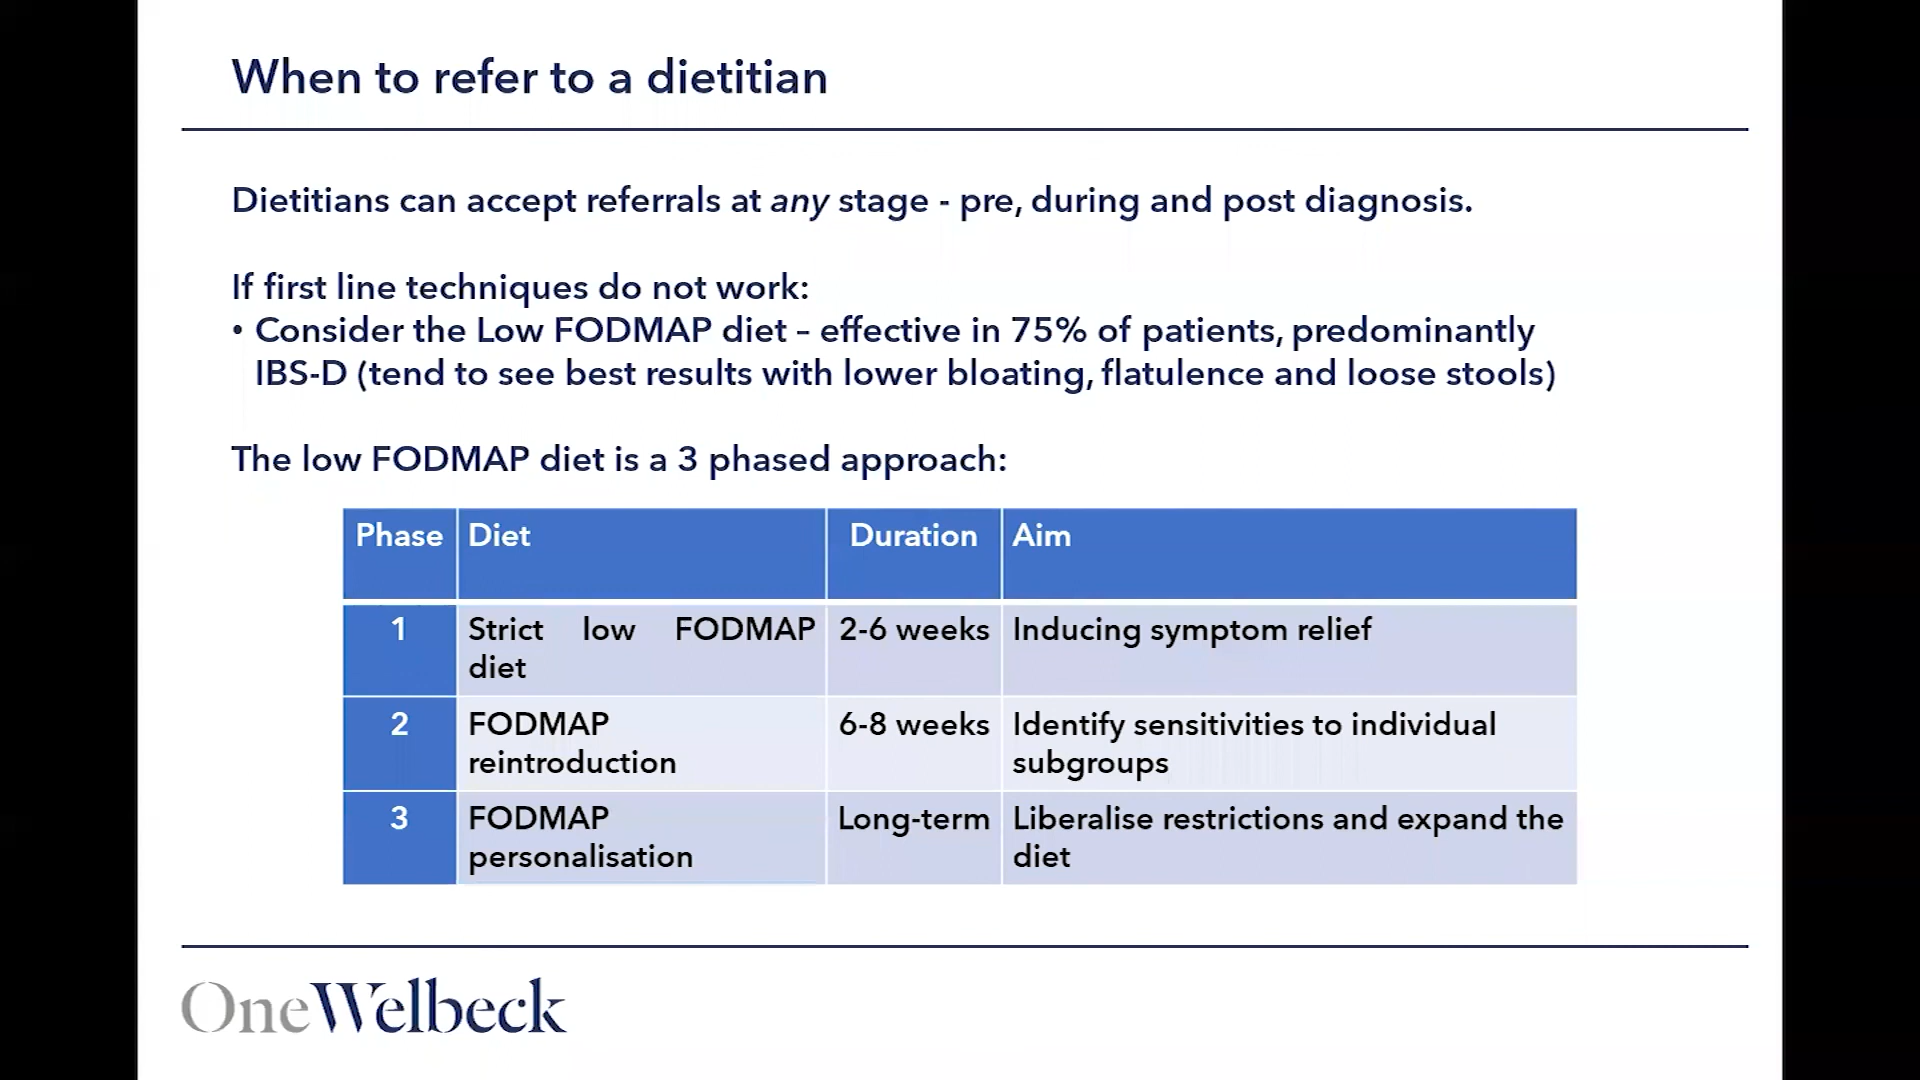 When to refer to a dietitian
Dietitians can accept referrals at any stage - pre, during and post diagnosis.
If first line techniques do not work:
• Consider the Low FODMAP diet – effective in 75% of patients, predominantly
IBS-D (tend to see best results with lower bloating, flatulence and loose stools)
The low FODMAP diet is a 3 phased approach:
Phase Diet Duration Aim
1 Strict low FODMAP 2-6 weeks Inducing symptom relief
diet
2 FODMAP 6-8 weeks Identify sensitivities to individual
reintroduction subgroups
3 FODMAP Long-term Liberalise restrictions and expand the
personalisation diet
OneWelbeck